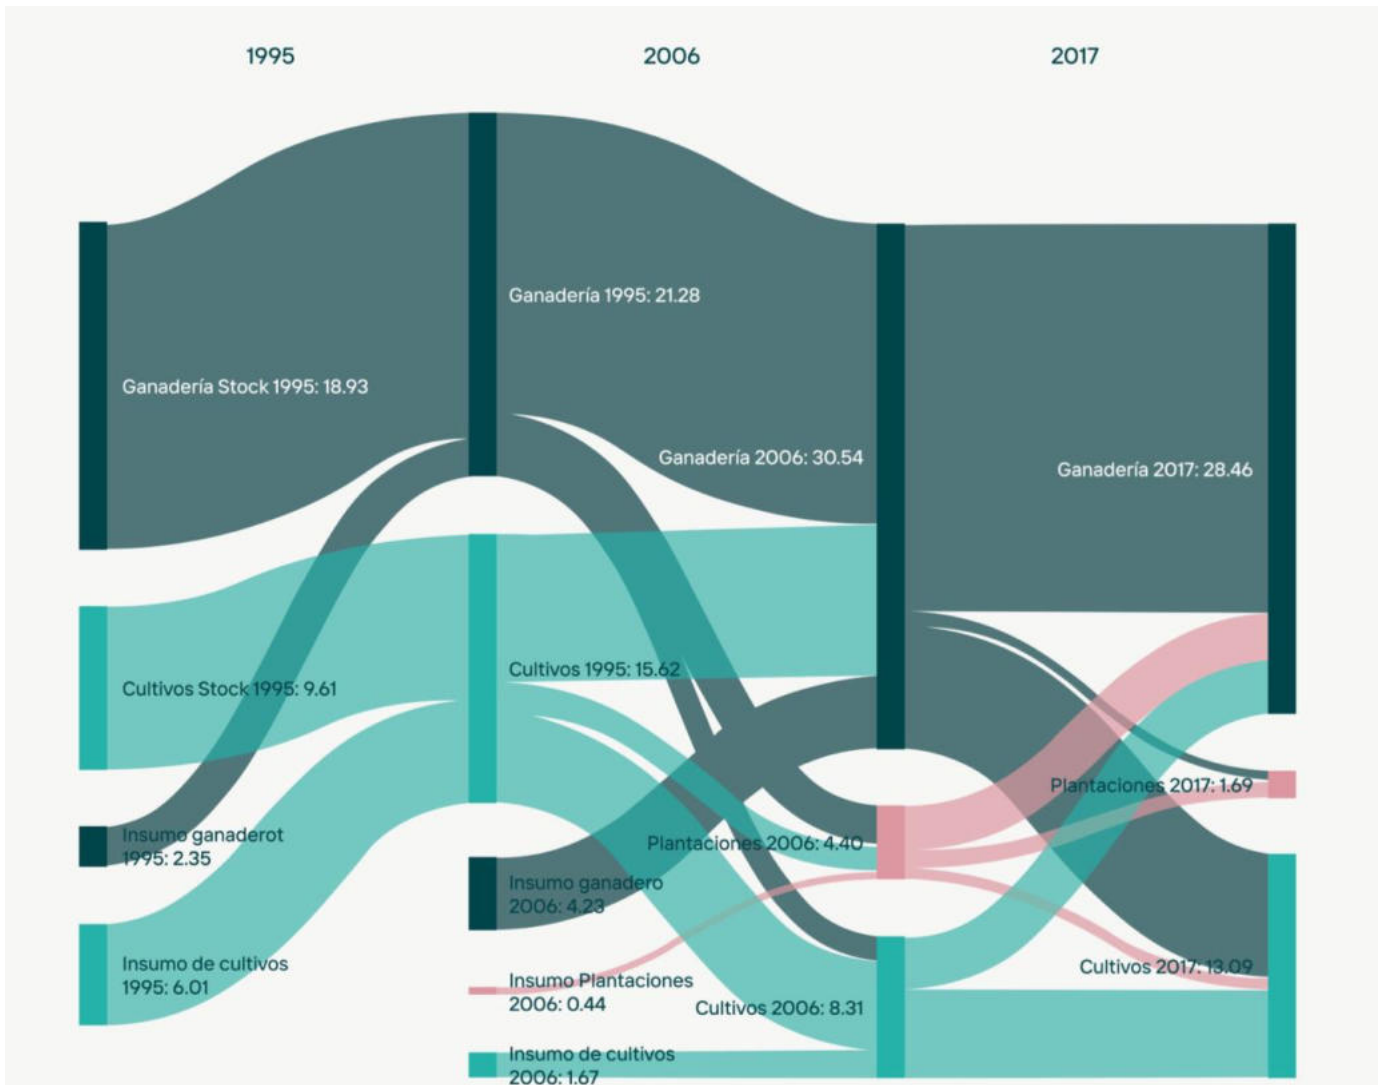 1995
2006
2017
Ganadería Stock 1995: 18.93
Cultivos Stock 1995: 9.61
Insumo ganaderot
1995: 2.35
Insumo de cultivos
1995: 6.01
Ganadería 1995: 21.28
Cultivos 1995: 15.62
Insumo ganadero
2006: 4.23
Insumo Plantaciones
2006: 0.44
Insumo de cultivos
2006: 1.67
Ganadería 2006: 30.54
Plantaciones 2006: 4.40
Cultivos 2006: 8.31
Ganadería 2017: 28.46
Plantaciones 2017: 1.69
Cultivos 2017: 13.09